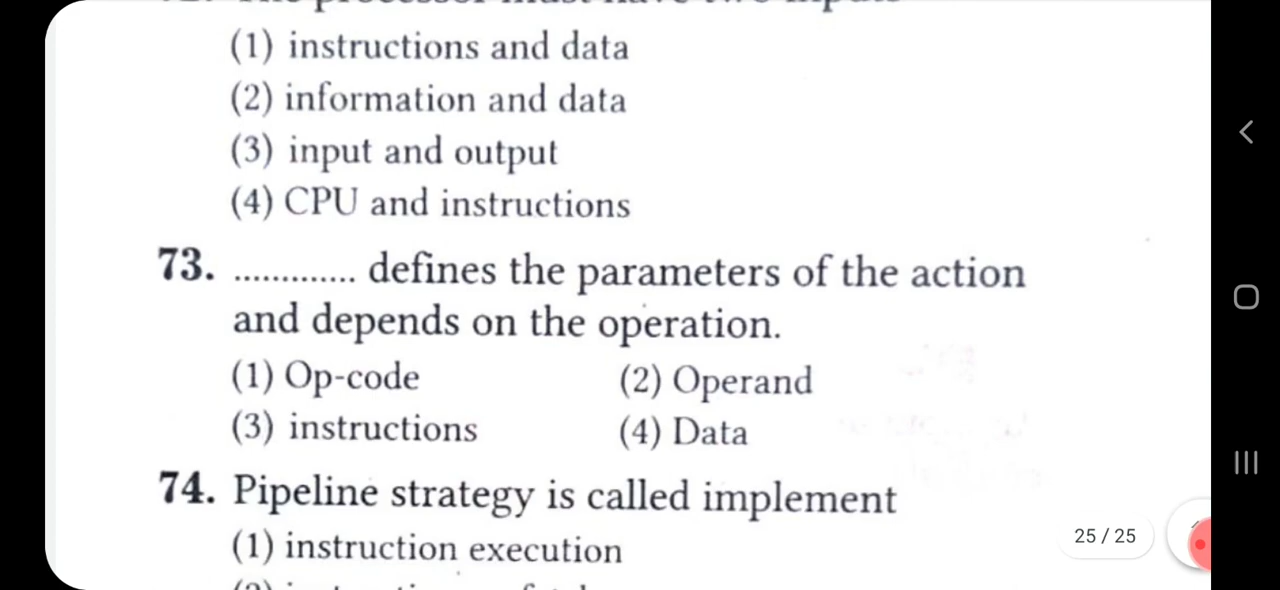 (1) instructions and data
(2) information and data
(3) input and output
(4) CPU and instructions
73. ............. defines the parameters of the action
and depends on the operation.
(1) Op-code (2) Operand
(3) instructions (4) Data
74. Pipeline strategy is called implement
(1) instruction execution
25 / 25